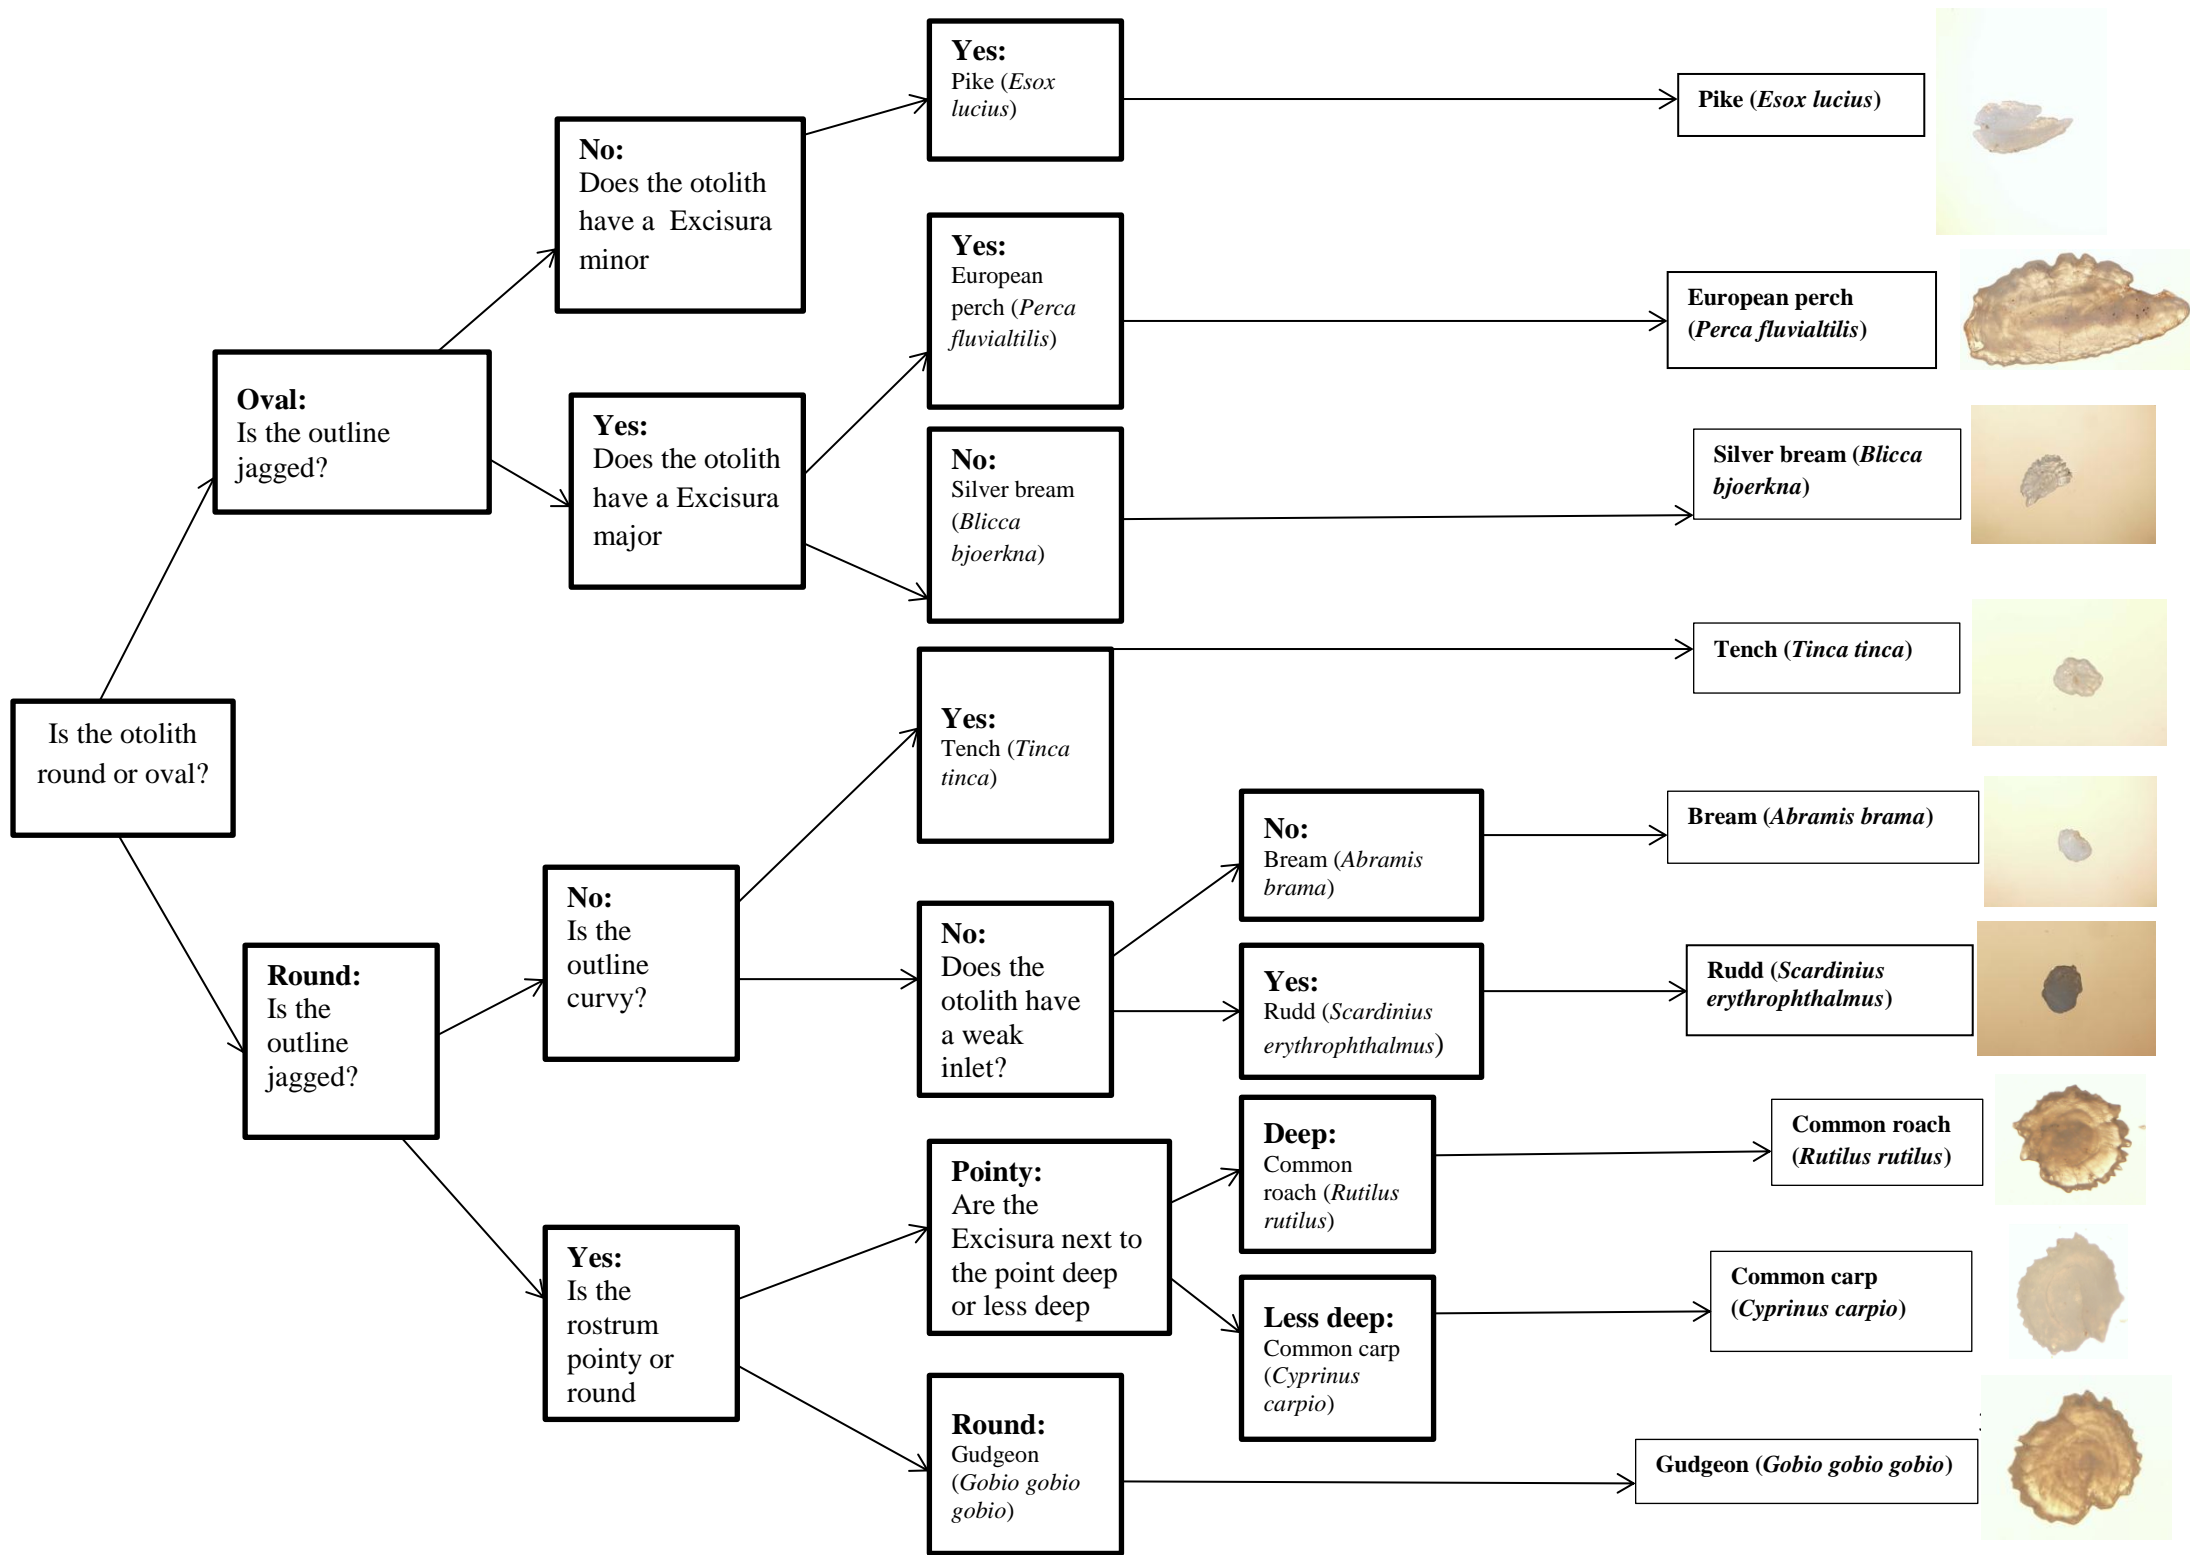 Is the otolith
round or oval?
Oval:
Is the outline
jagged?
No:
Does the otolith
have a  Excisura
minor
Yes:
Pike (Esox
lucius)
Pike (Esox lucius)
Yes:
Does the otolith
have a Excisura
major
Yes:
European
perch (Perca
fluvialtilis)
European perch
(Perca fluvialtilis)
No:
Silver bream
(Blicca
bjoerkna)
Silver bream (Blicca
bjoerkna)
Round:
Is the
outline
jagged?
No:
Is the
outline
curvy?
Yes:
Tench (Tinca
tinca)
Tench (Tinca tinca)
No:
Does the
otolith have
a weak
inlet?
No:
Bream (Abramis
brama)
Bream (Abramis brama)
Yes:
Rudd (Scardinius
erythrophthalmus)
Rudd (Scardinius
erythrophthalmus)
Yes:
Is the
rostrum
pointy or
round
Pointy:
Are the
Excisura next to
the point deep
or less deep
Deep:
Common
roach (Rutilus
rutilus)
Common roach
(Rutilus rutilus)
Less deep:
Common carp
(Cyprinus
carpio)
Common carp
(Cyprinus carpio)
Round:
Gudgeon
(Gobio gobio
gobio)
Gudgeon (Gobio gobio gobio)